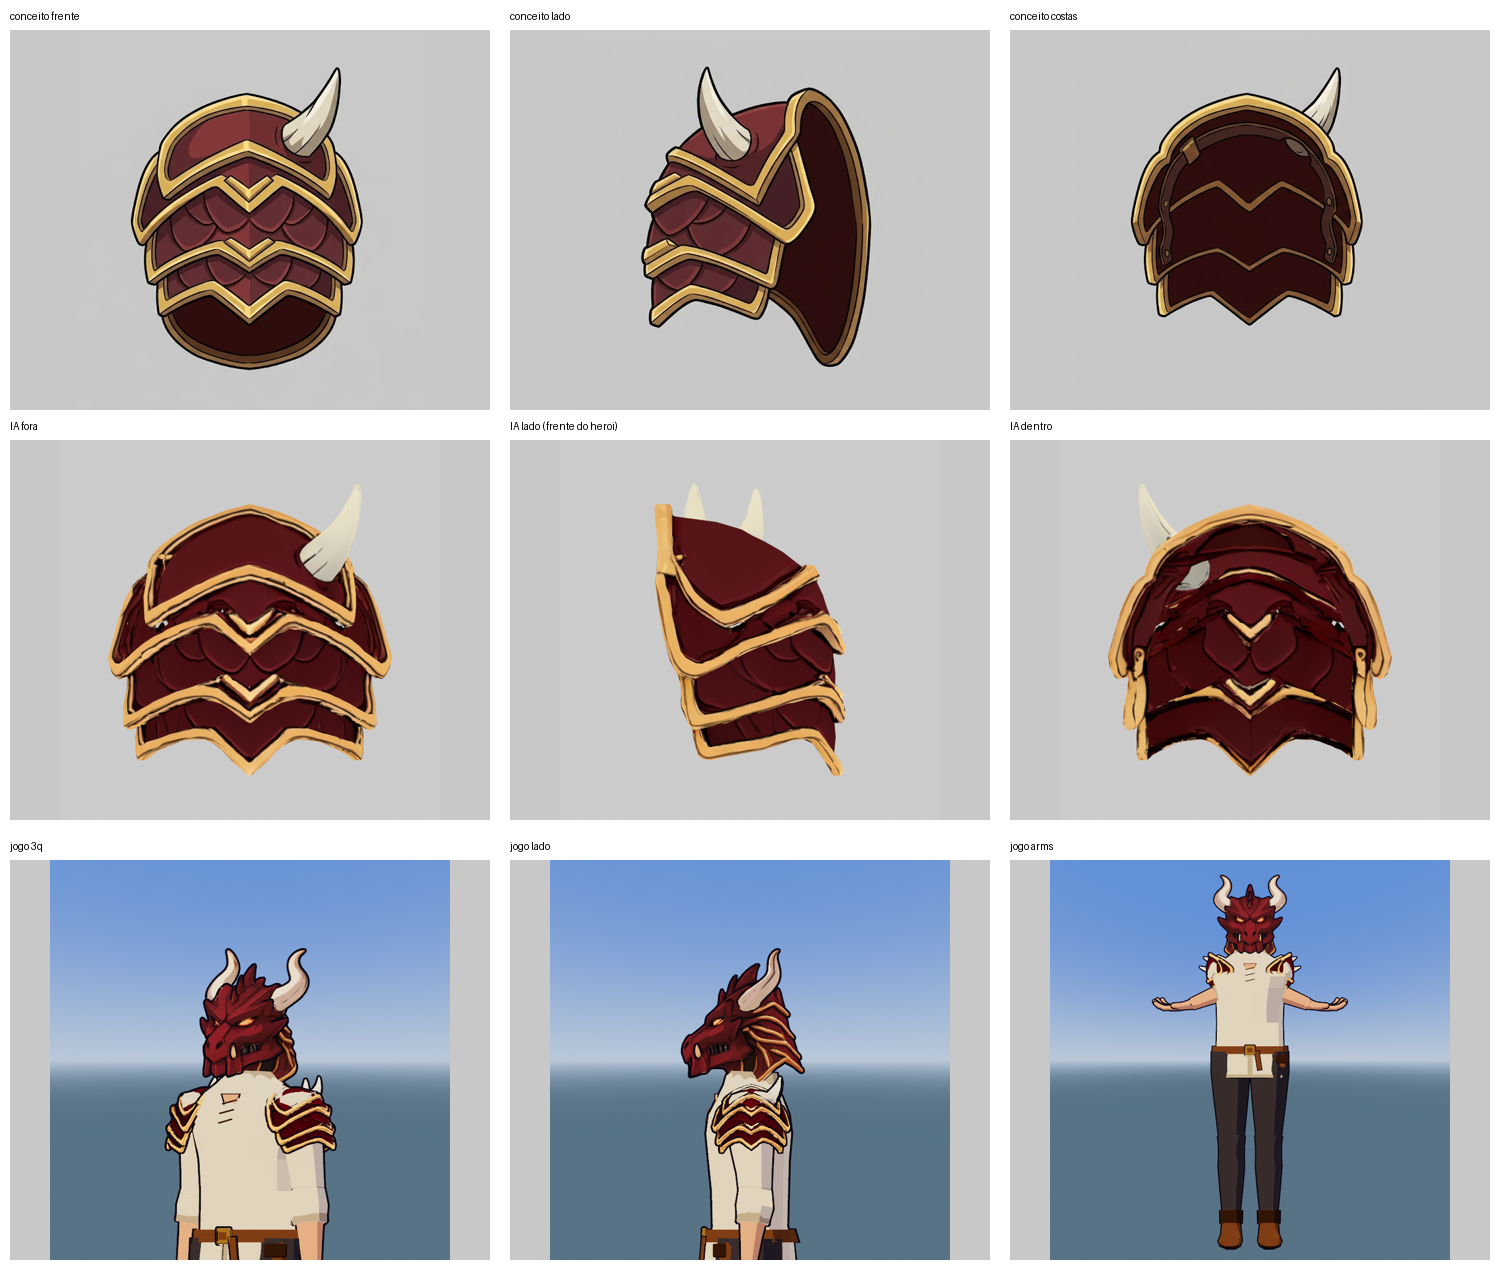 conceito frente
conceito lado
conceito costas
IA fora
IA lado (frente do heroi)
IA dentro
jogo 3q
jogo lado
jogo arms